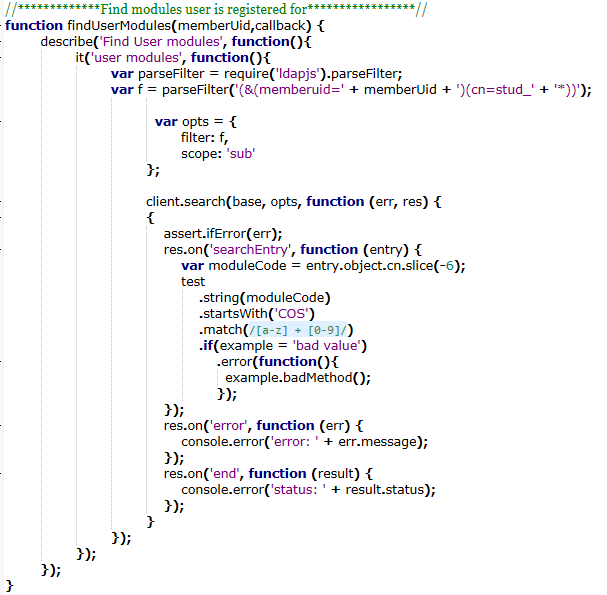 //*************Find modules user is registered for*****************//
function findUserModules(memberUid,callback) {
describe('Find User modules', function(){
it('user modules', function(){
var parseFilter = require('ldapjs').parseFilter;
var f = parseFilter('(&(memberuid=' + memberUid + ')(cn=stud_' + '*))');
var opts = {
filter: f,
scope: 'sub'
};
client.search(base, opts, function (err, res) {
{
assert.ifError(err);
res.on('searchEntry', function (entry) {
var moduleCode = entry.object.cn.slice(-6);
test
.string(moduleCode)
.startsWith('COS')
.match(/[a-z] + [0-9]/)
.if(example = 'bad value')
.error(function(){
example.badMethod();
});
});
res.on('error', function (err) {
console.error('error: ' + err.message);
});
res.on('end', function (result) {
console.error('status: ' + result.status);
});
}
});
});
});
}